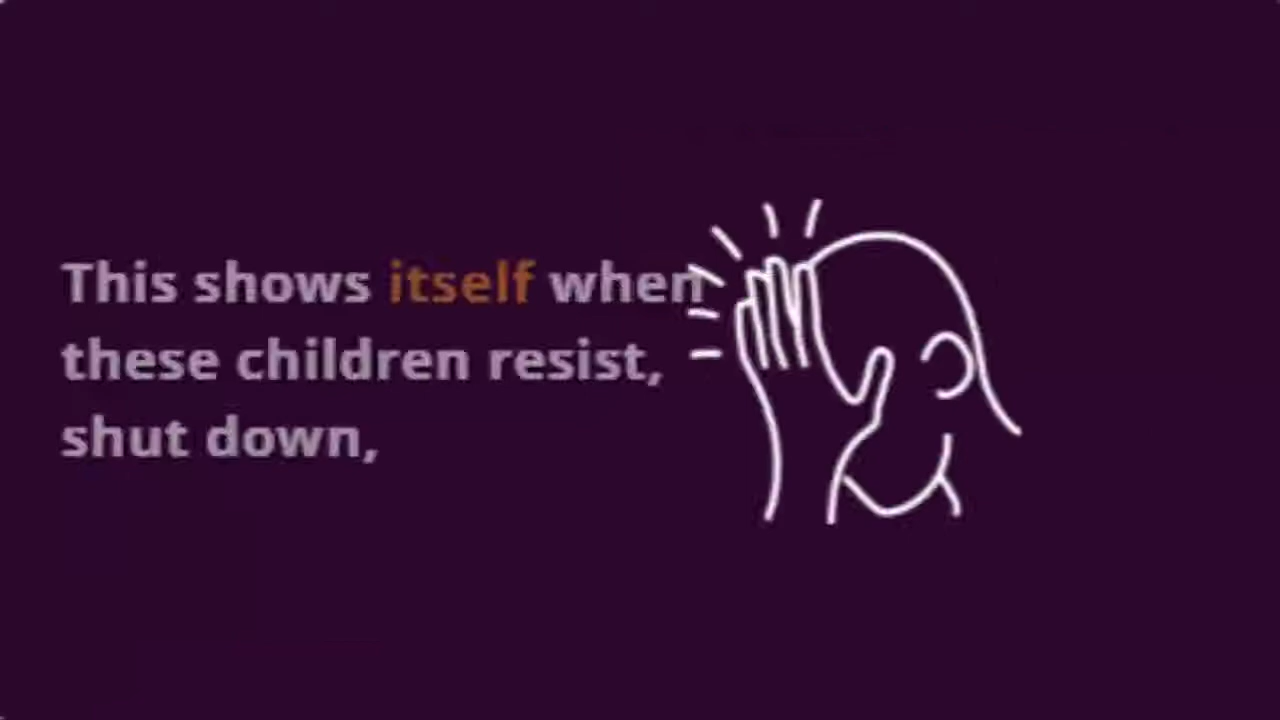 This shows itself when
these children resist,
shut down,